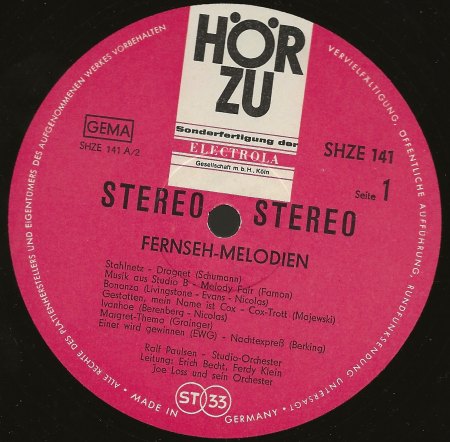 HÖR
ZU
Sonderfertigung der
ELECTROLA
Gesellschaft m.b.H., Köln
GEMA
SHZE 141 A/2
SHZE 141
Seite 1
STEREO STEREO
FERNSEH-MELODIEN
Stahlnetz - Dragnet (Schumann)
Musik aus Studio B - Melody Fair (Farnon)
Bonanza (Livingstone - Evans - Nicolas)
Gestatten, mein Name ist Cox - Cox-Trott (Majewski)
Ivanhoe (Berenberg - Nicolas)
Margret-Thema (Grainger)
Einer wird gewinnen (EWG) - Nachtexpreß (Berking)
Ralf Paulsen - Studio-Orchester
Leitung: Erich Becht, Ferdy Klein
Joe Loss und sein Orchester
ST 33
MADE IN GERMANY
• ALLE RECHTE DES PLATTENHERSTELLERS UND EIGENTÜMERS DES AUFGENOMMENEN WERKES VORBEHALTEN
VERVIELFÄLTIGUNG, ÖFFENTLICHE AUFFÜHRUNG, RUNDFUNKSENDUNG UNTERSAGT •